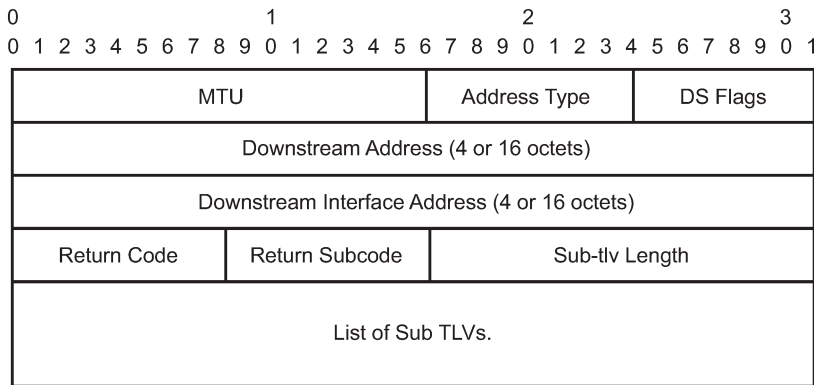 0 1 2 3
0 1 2 3 4 5 6 7 8 9 0 1 2 3 4 5 6 7 8 9 0 1 2 3 4 5 6 7 8 9 0 1
MTU Address Type DS Flags
Downstream Address (4 or 16 octets)
Downstream Interface Address (4 or 16 octets)
Return Code Return Subcode Sub-tlv Length
List of Sub TLVs.